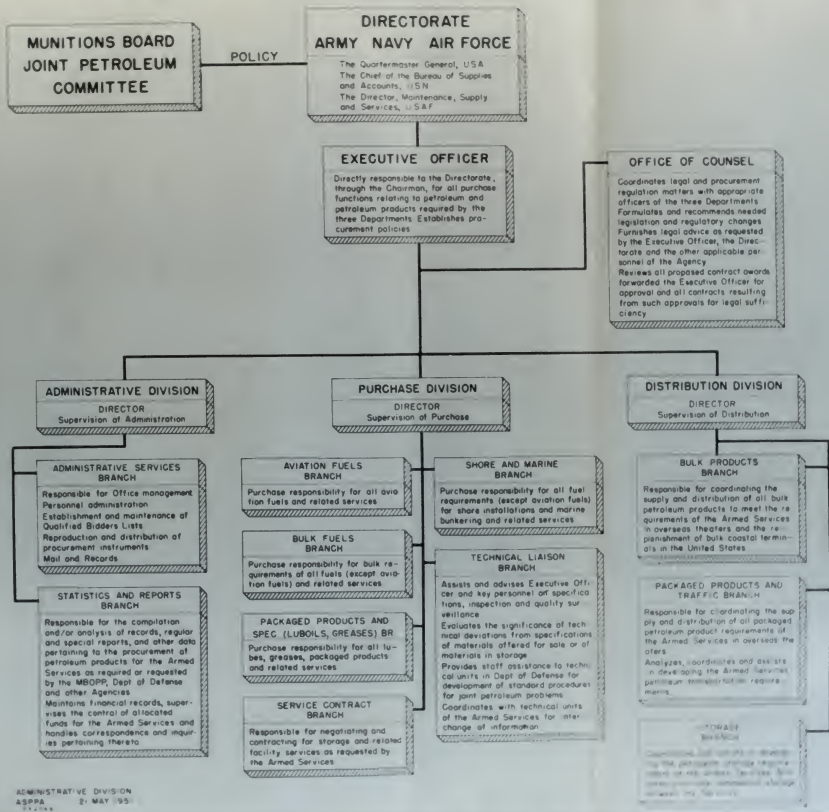 MUNITIONS BOARD
JOINT PETROLEUM
COMMITTEE
POLICY
DIRECTORATE
ARMY NAVY AIR FORCE
The Quartermaster General, USA
The Chief of the Bureau of Supplies
and Accounts, USN
The Director, Maintenance, Supply
and Services, USAF
EXECUTIVE OFFICER
Directly responsible to the Directorate,
through the Chairman, for all purchase
functions relating to petroleum and
petroleum products required by the
three Departments Establishes pro-
curement policies
OFFICE OF COUNSEL
Coordinates legal and procurement
regulation matters with appropriate
officers of the three Departments
Formulates and recommends needed
legislation and regulatory changes
Furnishes legal advice as requested
by the Executive Officer, the Direc-
torate and the other applicable per-
sonnel of the Agency
Reviews all proposed contract awards
forwarded the Executive Officer for
approval and all contracts resulting
from such approvals for legal suffi-
ciency
ADMINISTRATIVE DIVISION
DIRECTOR
Supervision of Administration
ADMINISTRATIVE SERVICES
BRANCH
Responsible for Office management
Personnel administration
Establishment and maintenance of
Qualified Bidders Lists
Reproduction and distribution of
procurement instruments
Mail and Records
STATISTICS AND REPORTS
BRANCH
Responsible for the compilation
and/or analysis of records, regular
and special reports, and other data
pertaining to the procurement of
petroleum products for the Armed
Services as required or requested
by the MBOPP, Dept of Defense
and other Agencies
Maintains financial records, super-
vises the control of allocated
funds for the Armed Services and
handles correspondence and inqui-
ries pertaining thereto
PURCHASE DIVISION
DIRECTOR
Supervision of Purchase
AVIATION FUELS
BRANCH
Purchase responsibility for all avia
tion fuels and related services
BULK FUELS
BRANCH
Purchase responsibility for bulk re-
quirements of all fuels (except avia-
tion fuels) and related services
PACKAGED PRODUCTS AND
SPEC (LUBOILS, GREASES) BR
Purchase responsibility for all lu-
bes, greases, packaged products
and related services
SERVICE CONTRACT
BRANCH
Responsible for negotiating and
contracting for storage and related
facility services as requested by
the Armed Services
SHORE AND MARINE
BRANCH
Purchase responsibility for all fuel
requirements (except aviation fuels)
for shore installations and marine
bunkering and related services
TECHNICAL LIAISON
BRANCH
Assists and advises Executive Offi-
cer and key personnel on specifica
tions, inspection and quality sur
veillance
Evaluates the significance of tech
nical deviations from specifications
of materials offered for sale or of
materials in storage
Provides staff assistance to techni-
cal units in Dept of Defense for
development of standard procedures
for joint petroleum problems
Coordinates with technical units
of the Armed Services for inter
change of information
DISTRIBUTION DIVISION
DIRECTOR
Supervision of Distribution
BULK PRODUCTS
BRANCH
Responsible for coordinating the
supply and distribution of all bulk
petroleum products to meet the re
quirements of the Armed Services
in overseas theaters and the re
plenishment of bulk coastal termin-
als in the United States
PACKAGED PRODUCTS AND
TRAFFIC BRANCH
Responsible for coordinating the sup
ply and distribution of all packaged
petroleum product requirements of
the Armed Services in overseas the
aters
Analyzes, coordinates and assists
in developing the Armed Services
petroleum transportation require
ments.
STORAGE
BRANCH
ADMINISTRATIVE DIVISION
ASPPA
MAY